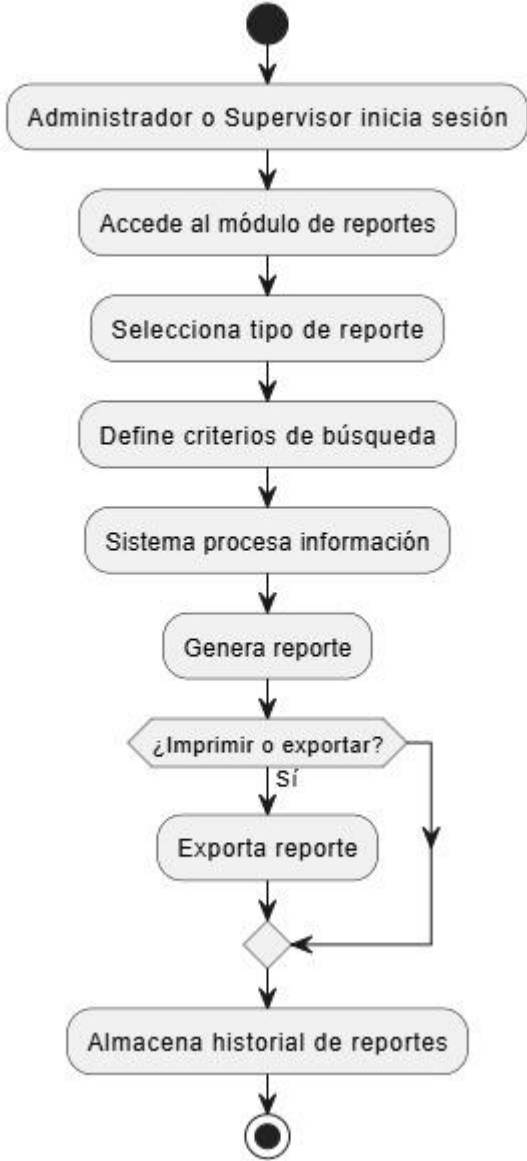 Administrador o Supervisor inicia sesión
Accede al módulo de reportes
Selecciona tipo de reporte
Define criterios de búsqueda
Sistema procesa información
Genera reporte
¿Imprimir o exportar?
Sí
Exporta reporte
Almacena historial de reportes